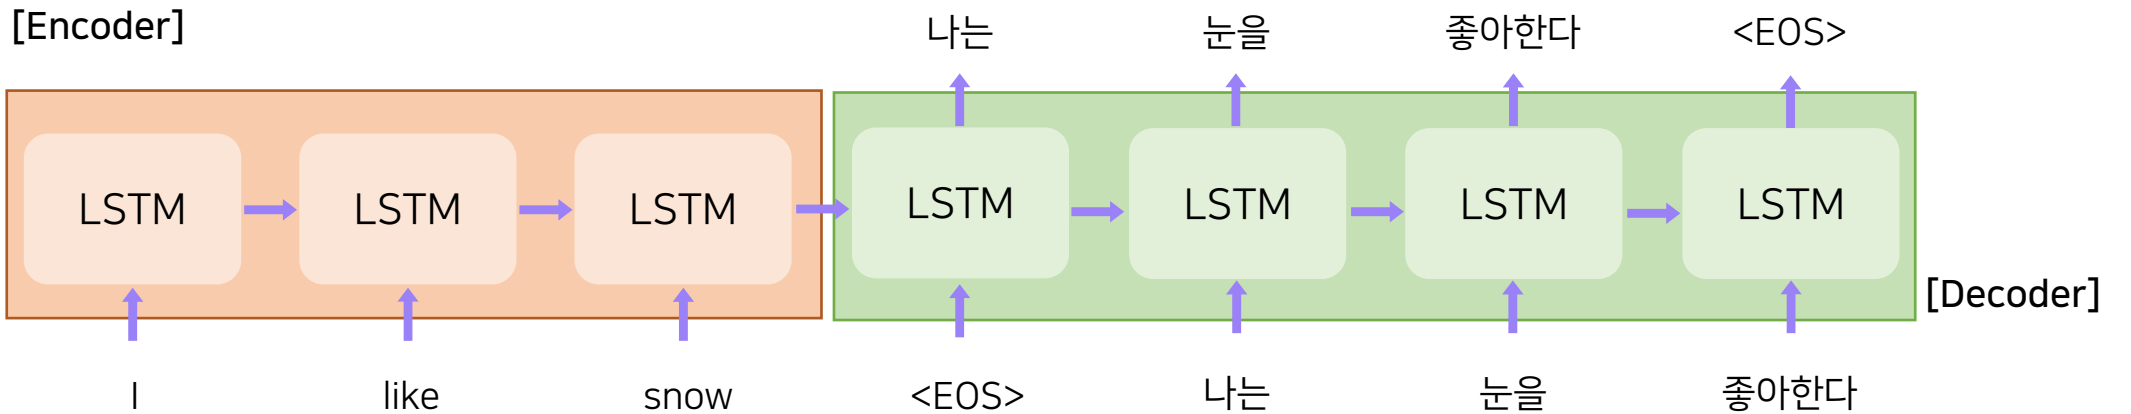 [Encoder]
나는 눈을 좋아한다 <EOS>
LSTM LSTM LSTM LSTM LSTM LSTM LSTM
[Decoder]
I like snow <EOS> 나는 눈을 좋아한다